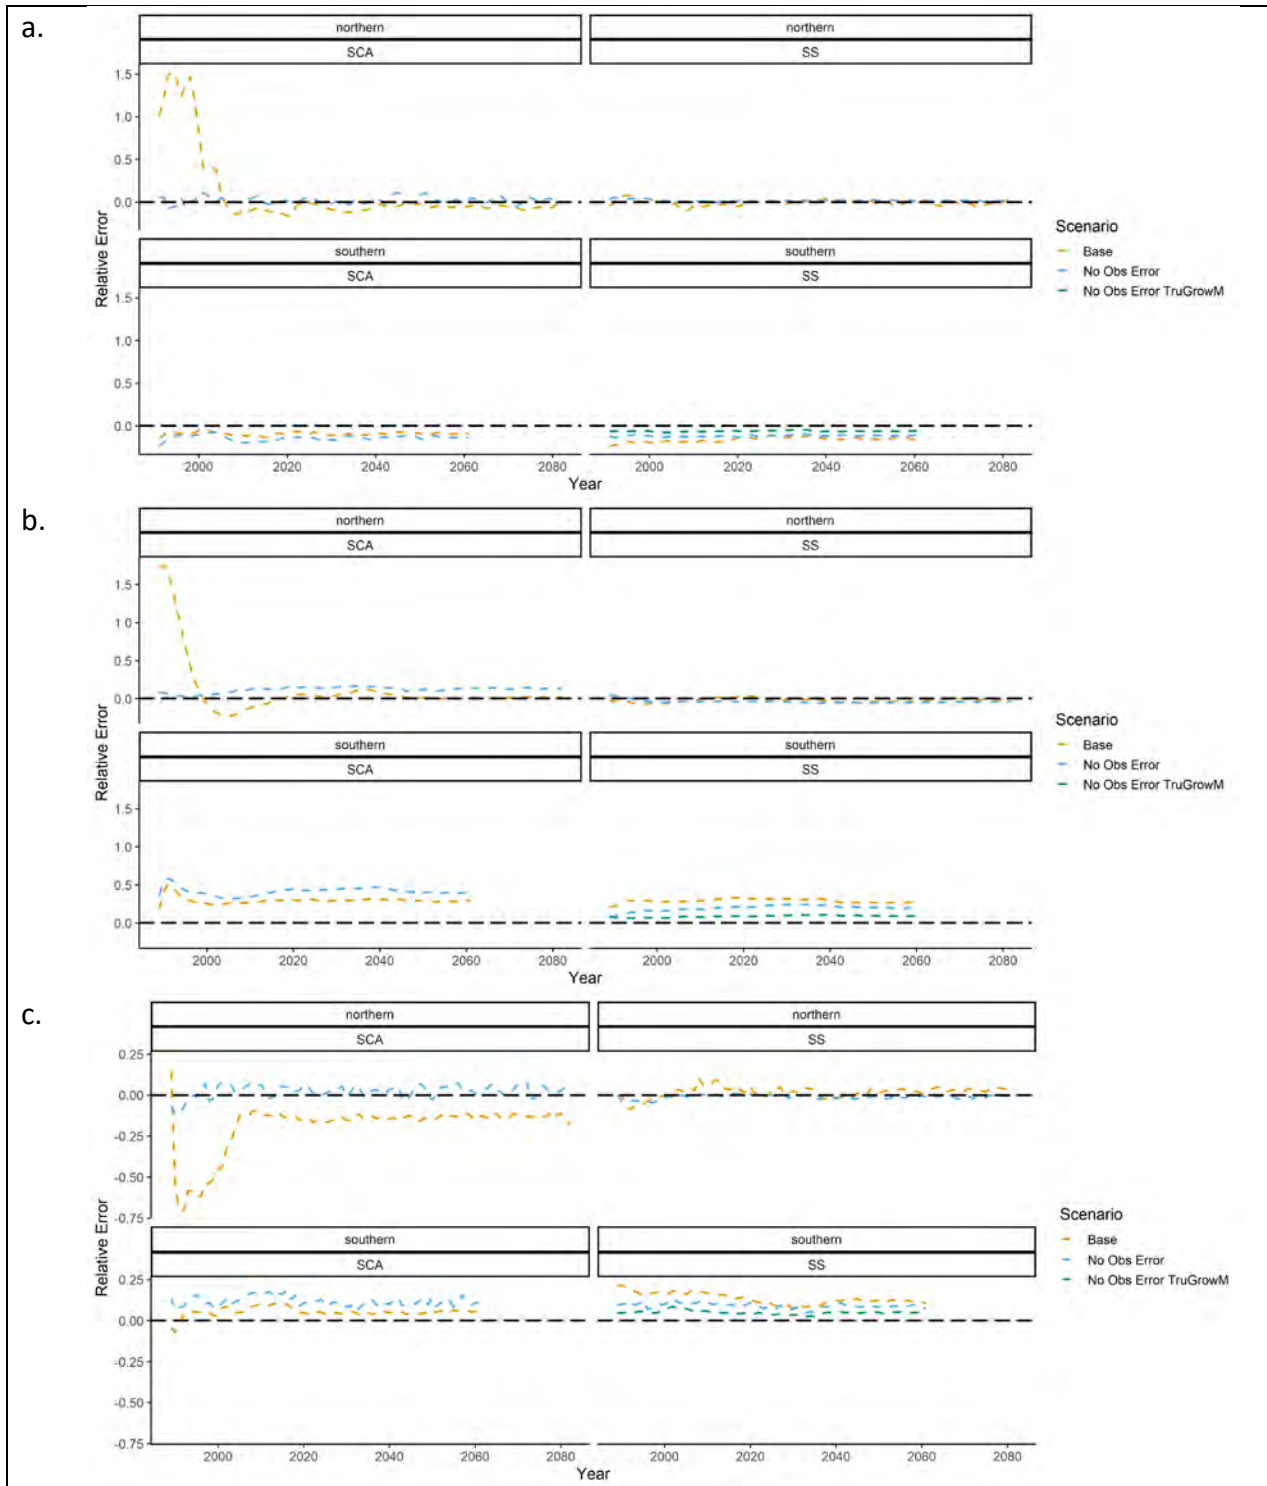 a.
northern northern
SCA SS
1.5
1.0
0.5
0.0
southern southern
SCA SS
1.5
1.0
0.5
0.0
Relative Error
2000 2020 2040 2060 2080 2000 2020 2040 2060 2080
Year
Scenario
Base
No Obs Error
No Obs Error TruGrowM
b.
northern northern
SCA SS
1.5
1.0
0.5
0.0
southern southern
SCA SS
1.5
1.0
0.5
0.0
Relative Error
2000 2020 2040 2060 2080 2000 2020 2040 2060 2080
Year
Scenario
Base
No Obs Error
No Obs Error TruGrowM
c.
northern northern
SCA SS
0.25
0.00
-0.25
-0.50
-0.75
southern southern
SCA SS
0.25
0.00
-0.25
-0.50
-0.75
Relative Error
2000 2020 2040 2060 2080 2000 2020 2040 2060 2080
Year
Scenario
Base
No Obs Error
No Obs Error TruGrowM